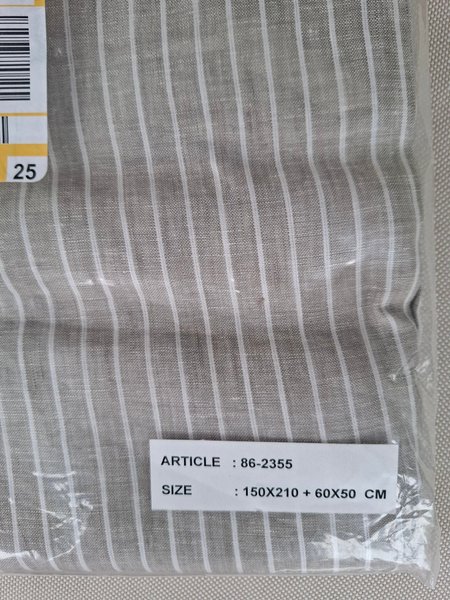 25
ARTICLE : 86-2355
SIZE : 150X210 + 60X50 CM